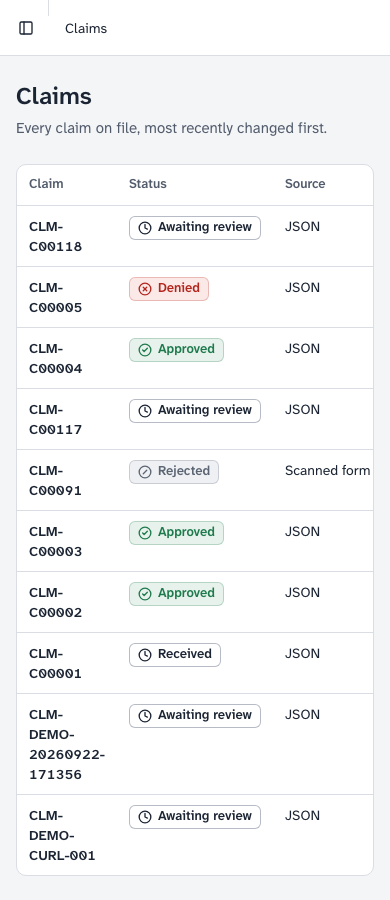 Claims
Claims
Every claim on file, most recently changed first.
Claim Status Source
CLM- Awaiting review JSON
C00118
CLM- Denied JSON
C00005
CLM- Approved JSON
C00004
CLM- Awaiting review JSON
C00117
CLM- Rejected Scanned form
C00091
CLM- Approved JSON
C00003
CLM- Approved JSON
C00002
CLM- Received JSON
C00001
CLM- Awaiting review JSON
DEMO-
20260922-
171356
CLM- Awaiting review JSON
DEMO-
CURL-001